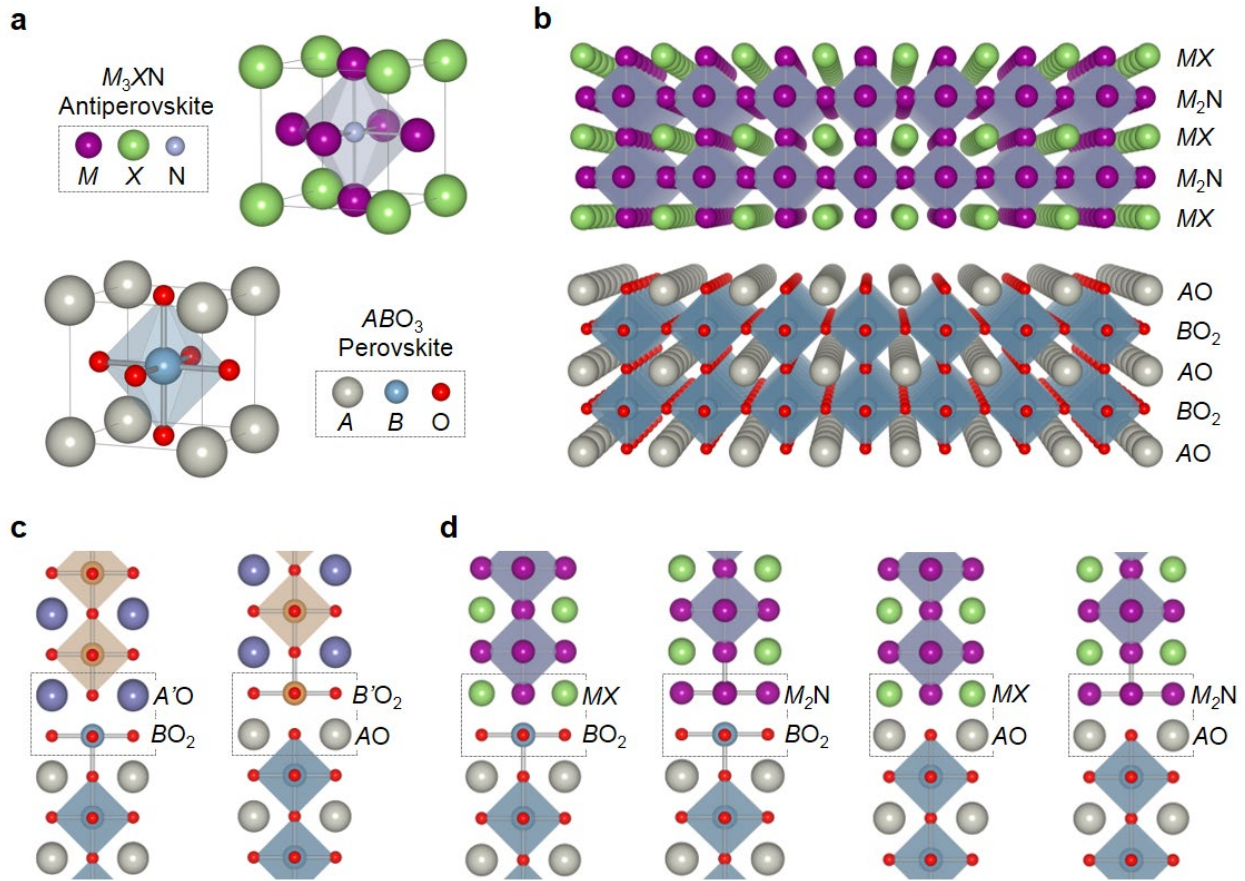 a
M₃XN
Antiperovskite
M X N
ABO₃
Perovskite
A B O
b
MX
M₂N
MX
M₂N
MX
AO
BO₂
AO
BO₂
AO
c
A'O
BO₂
B'O₂
AO
d
MX
BO₂
M₂N
BO₂
MX
AO
M₂N
AO